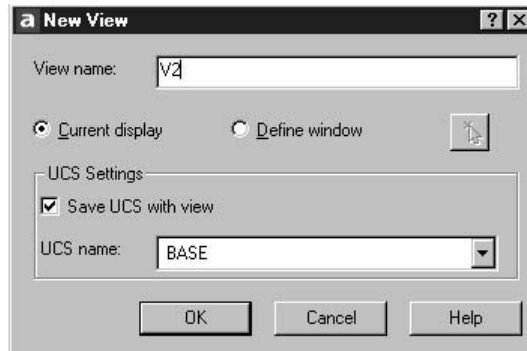 a New View ? ×
View name: V2
Current display Define window
UCS Settings
Save UCS with view
UCS name: BASE
OK Cancel Help